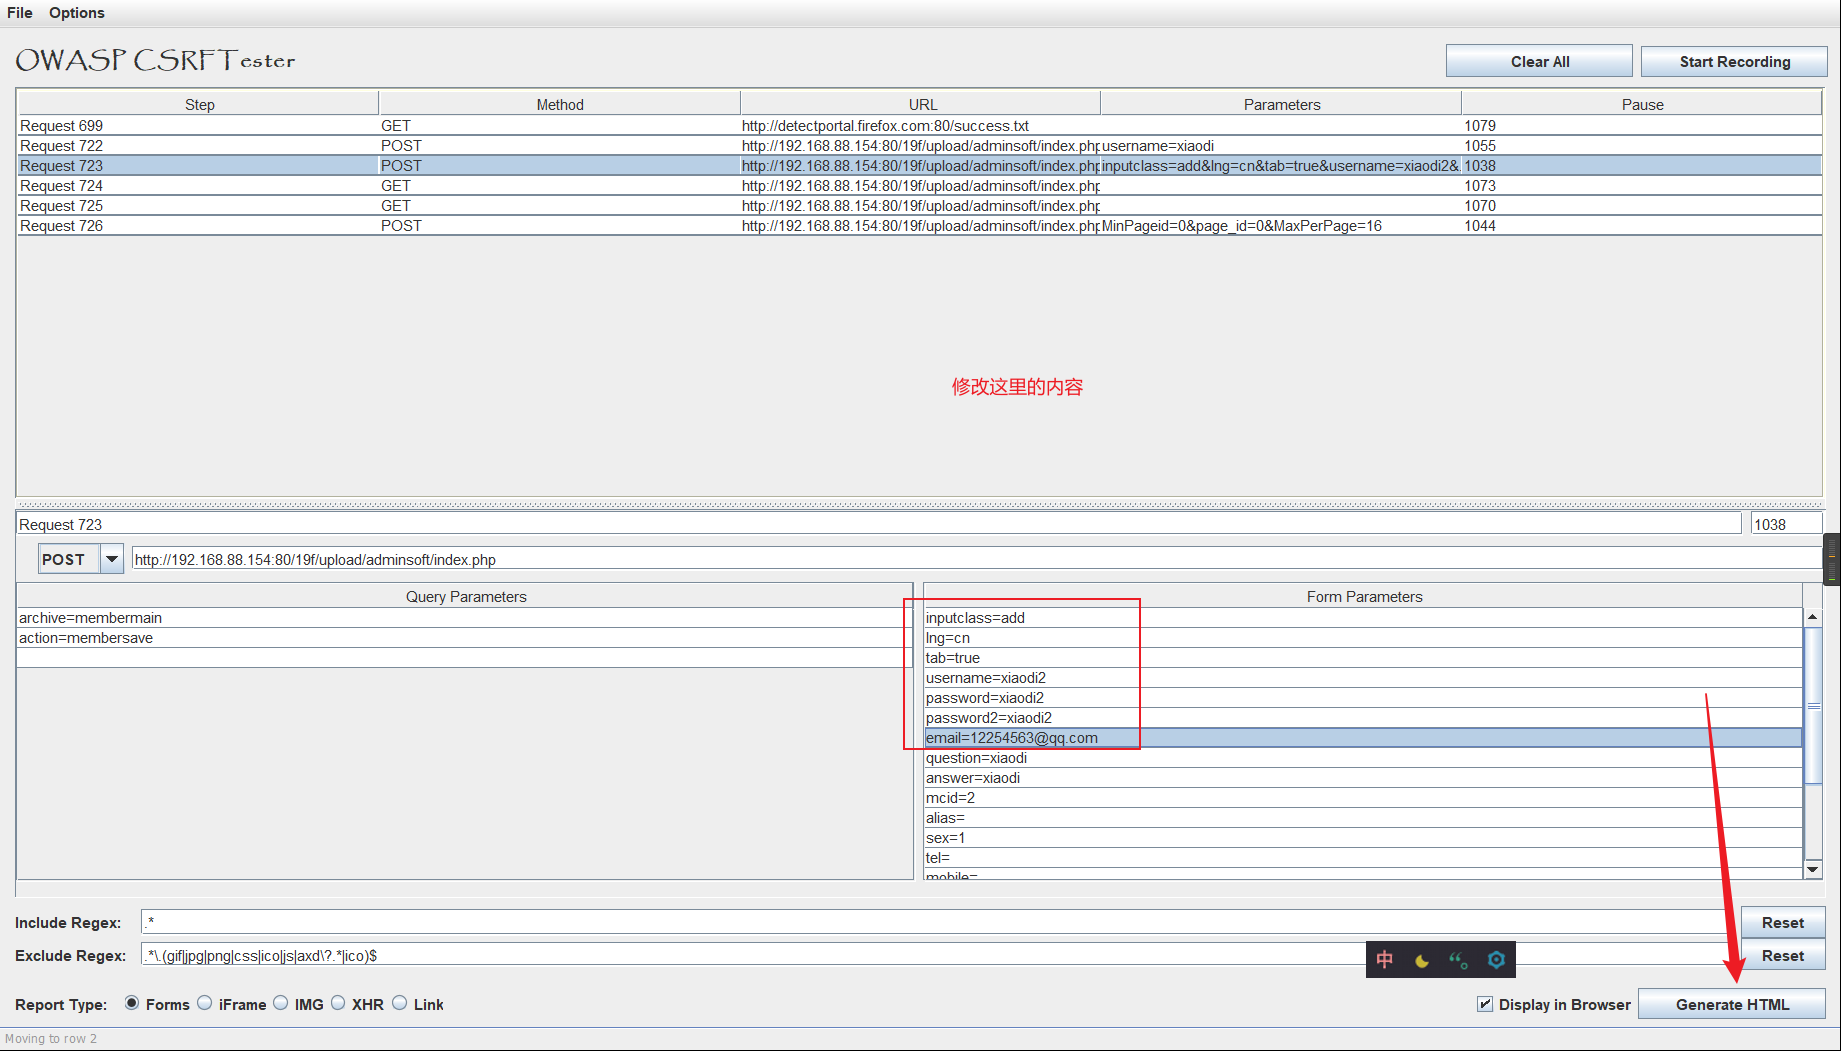 File Options
OWASP CSRFTester
Clear All
Start Recording
Step Method URL Parameters Pause
Request 699 GET http://detectportal.firefox.com:80/success.txt 1079
Request 722 POST http://192.168.88.154:80/19f/upload/adminsoft/index.php username=xiaodi 1055
Request 723 POST http://192.168.88.154:80/19f/upload/adminsoft/index.php inputclass=add&lng=cn&tab=true&username=xiaodi2& 1038
Request 724 GET http://192.168.88.154:80/19f/upload/adminsoft/index.php 1073
Request 725 GET http://192.168.88.154:80/19f/upload/adminsoft/index.php 1070
Request 726 POST http://192.168.88.154:80/19f/upload/adminsoft/index.php MinPageid=0&page_id=0&MaxPerPage=16 1044
修改这里的内容
Request 723 1038
POST http://192.168.88.154:80/19f/upload/adminsoft/index.php
Query Parameters
archive=membermain
action=membersave
Form Parameters
inputclass=add
lng=cn
tab=true
username=xiaodi2
password=xiaodi2
password2=xiaodi2
email=12254563@qq.com
question=xiaodi
answer=xiaodi
mcid=2
alias=
sex=1
tel=
mobile=
Include Regex: .* Reset
Exclude Regex: .*\.(gif|jpg|png|css|ico|js|axd\?.*|ico)$ Reset
中
Report Type: Forms iFrame IMG XHR Link Display in Browser Generate HTML
Moving to row 2